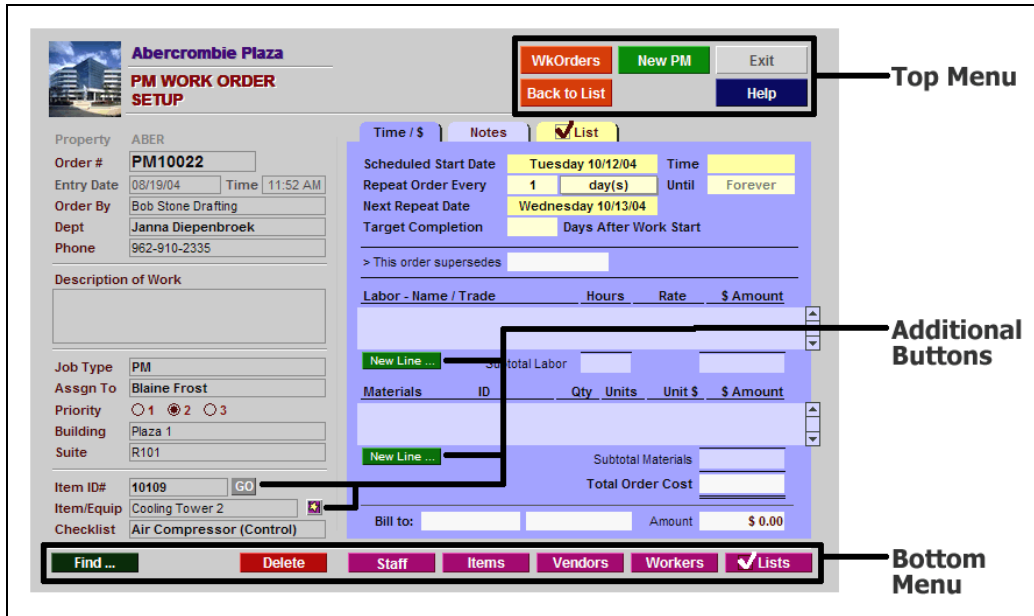 Abercrombie Plaza
PM WORK ORDER
SETUP
WkOrders New PM Exit
Back to List Help
Top Menu
Property ABER
Order # PM10022
Entry Date 08/19/04 Time 11:52 AM
Order By Bob Stone Drafting
Dept Janna Diepenbroek
Phone 962-910-2335
Description of Work
Job Type PM
Assgn To Blaine Frost
Priority 1 2 3
Building Plaza 1
Suite R101
Item ID# 10109 GO
Item/Equip Cooling Tower 2
Checklist Air Compressor (Control)
Time / $ Notes List
Scheduled Start Date Tuesday 10/12/04 Time
Repeat Order Every 1 day(s) Until Forever
Next Repeat Date Wednesday 10/13/04
Target Completion Days After Work Start
> This order supersedes
Labor - Name / Trade Hours Rate $ Amount
New Line ... Subtotal Labor
Materials ID Qty Units Unit $ $ Amount
New Line ... Subtotal Materials
Total Order Cost
Bill to: Amount $ 0.00
Additional
Buttons
Find ... Delete Staff Items Vendors Workers Lists
Bottom
Menu